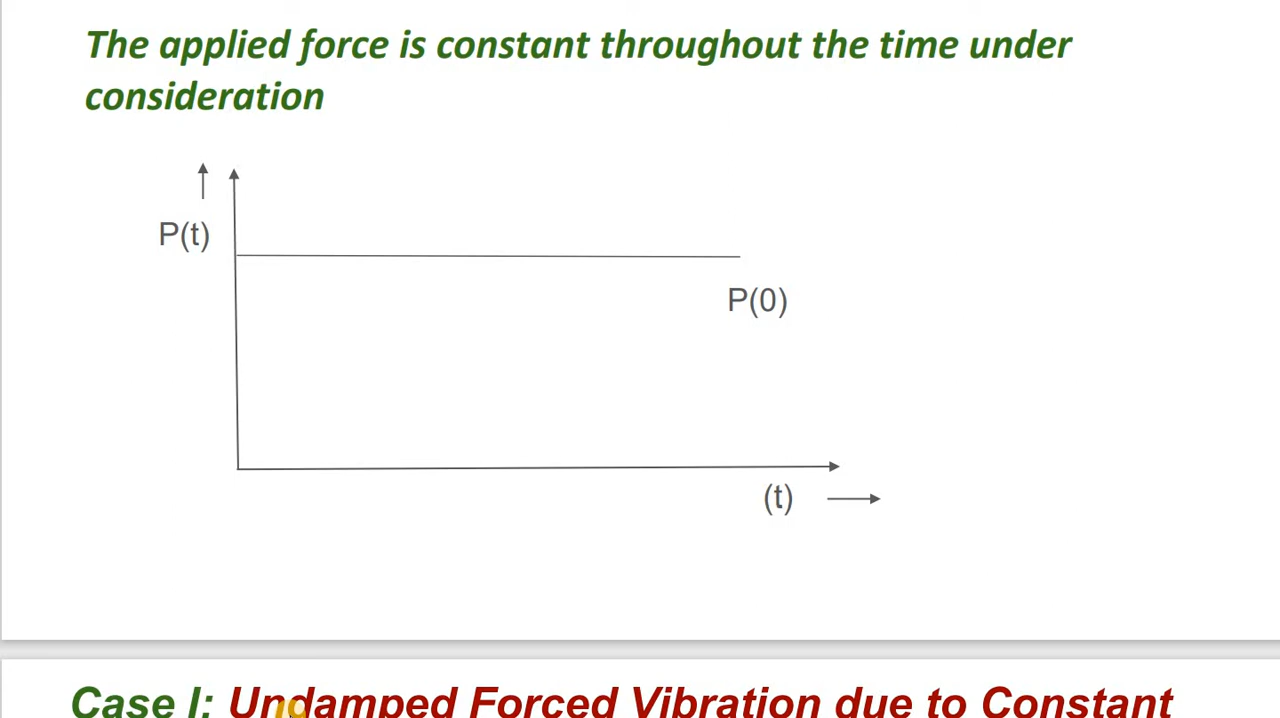 The applied force is constant throughout the time under
consideration
P(t)
P(0)
(t)
Case I: Undamped Forced Vibration due to Constant